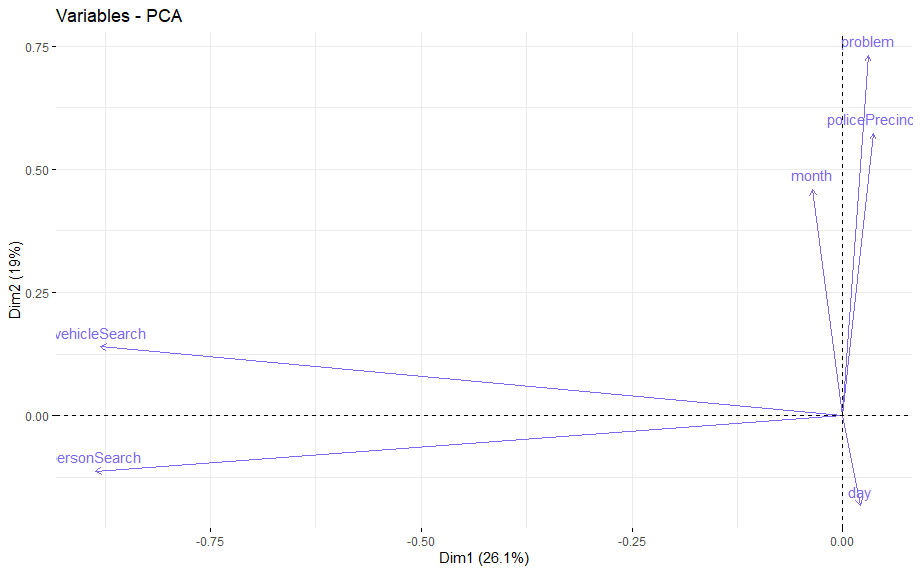 Variables - PCA
0.75
problem
policePrecinc
0.50
month
0.25
vehicleSearch
0.00
personSearch
day
-0.75
-0.50
-0.25
0.00
Dim1 (26.1%)
Dim2 (19%)